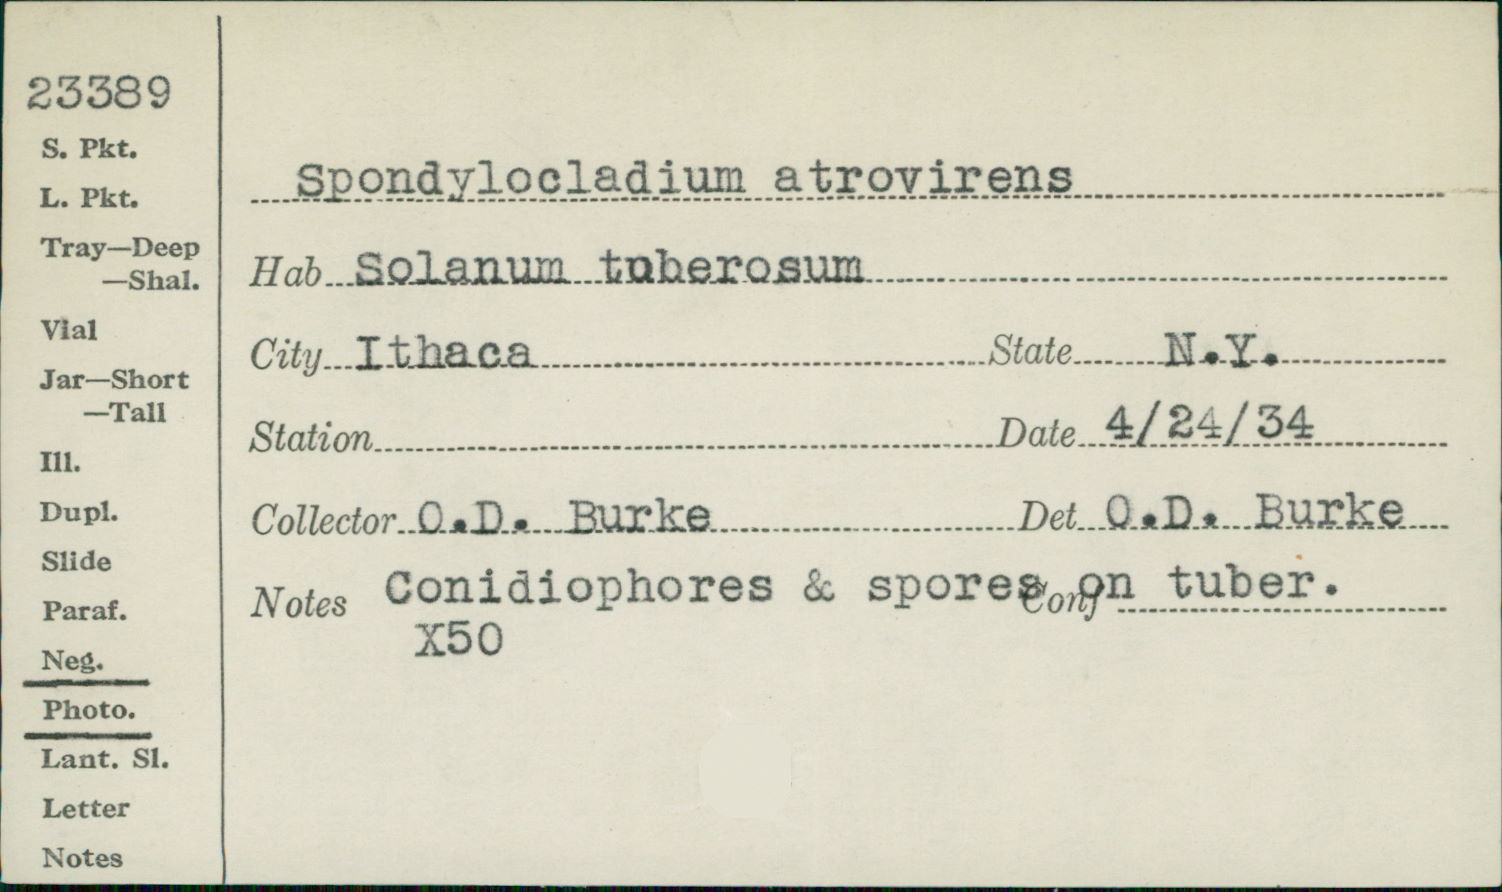 23389
S. Pkt.
L. Pkt.
Tray—Deep
—Shal.
Vial
Jar—Short
—Tall
Ill.
Dupl.
Slide
Paraf.
Neg.
Photo.
Lant. Sl.
Letter
Notes
Spondylocladium atrovirens
Hab Solanum tuberosum
City Ithaca State N.Y.
Station Date 4/24/34
Collector O.D. Burke Det O.D. Burke
Notes Conidiophores & spores on tuber. Conf
X50